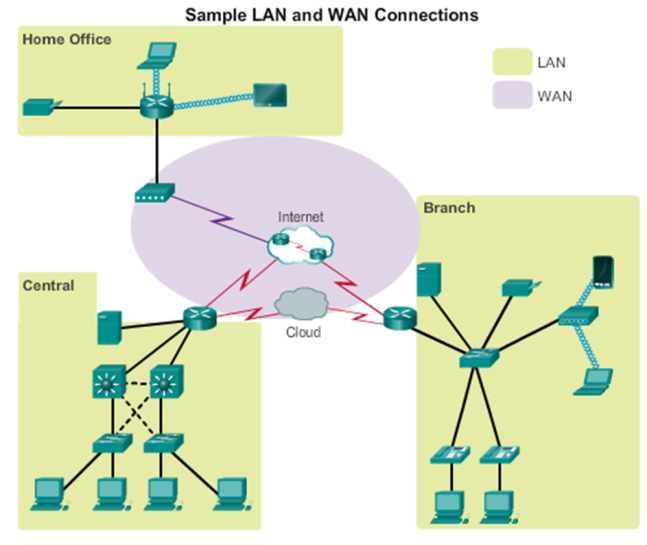 Sample LAN and WAN Connections
Home Office
LAN
WAN
Internet
Branch
Central
Cloud